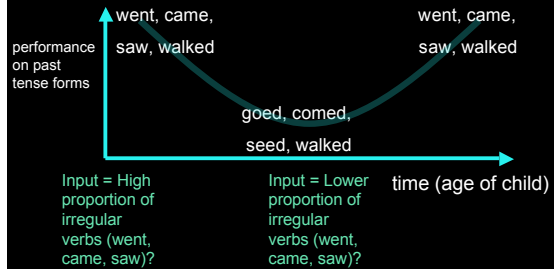 went, came,
saw, walked
went, came,
saw, walked
performance
on past
tense forms
goed, comed,
seed, walked
time (age of child)
Input = High
proportion of
irregular
verbs (went,
came, saw)?
Input = Lower
proportion of
irregular
verbs (went,
came, saw)?